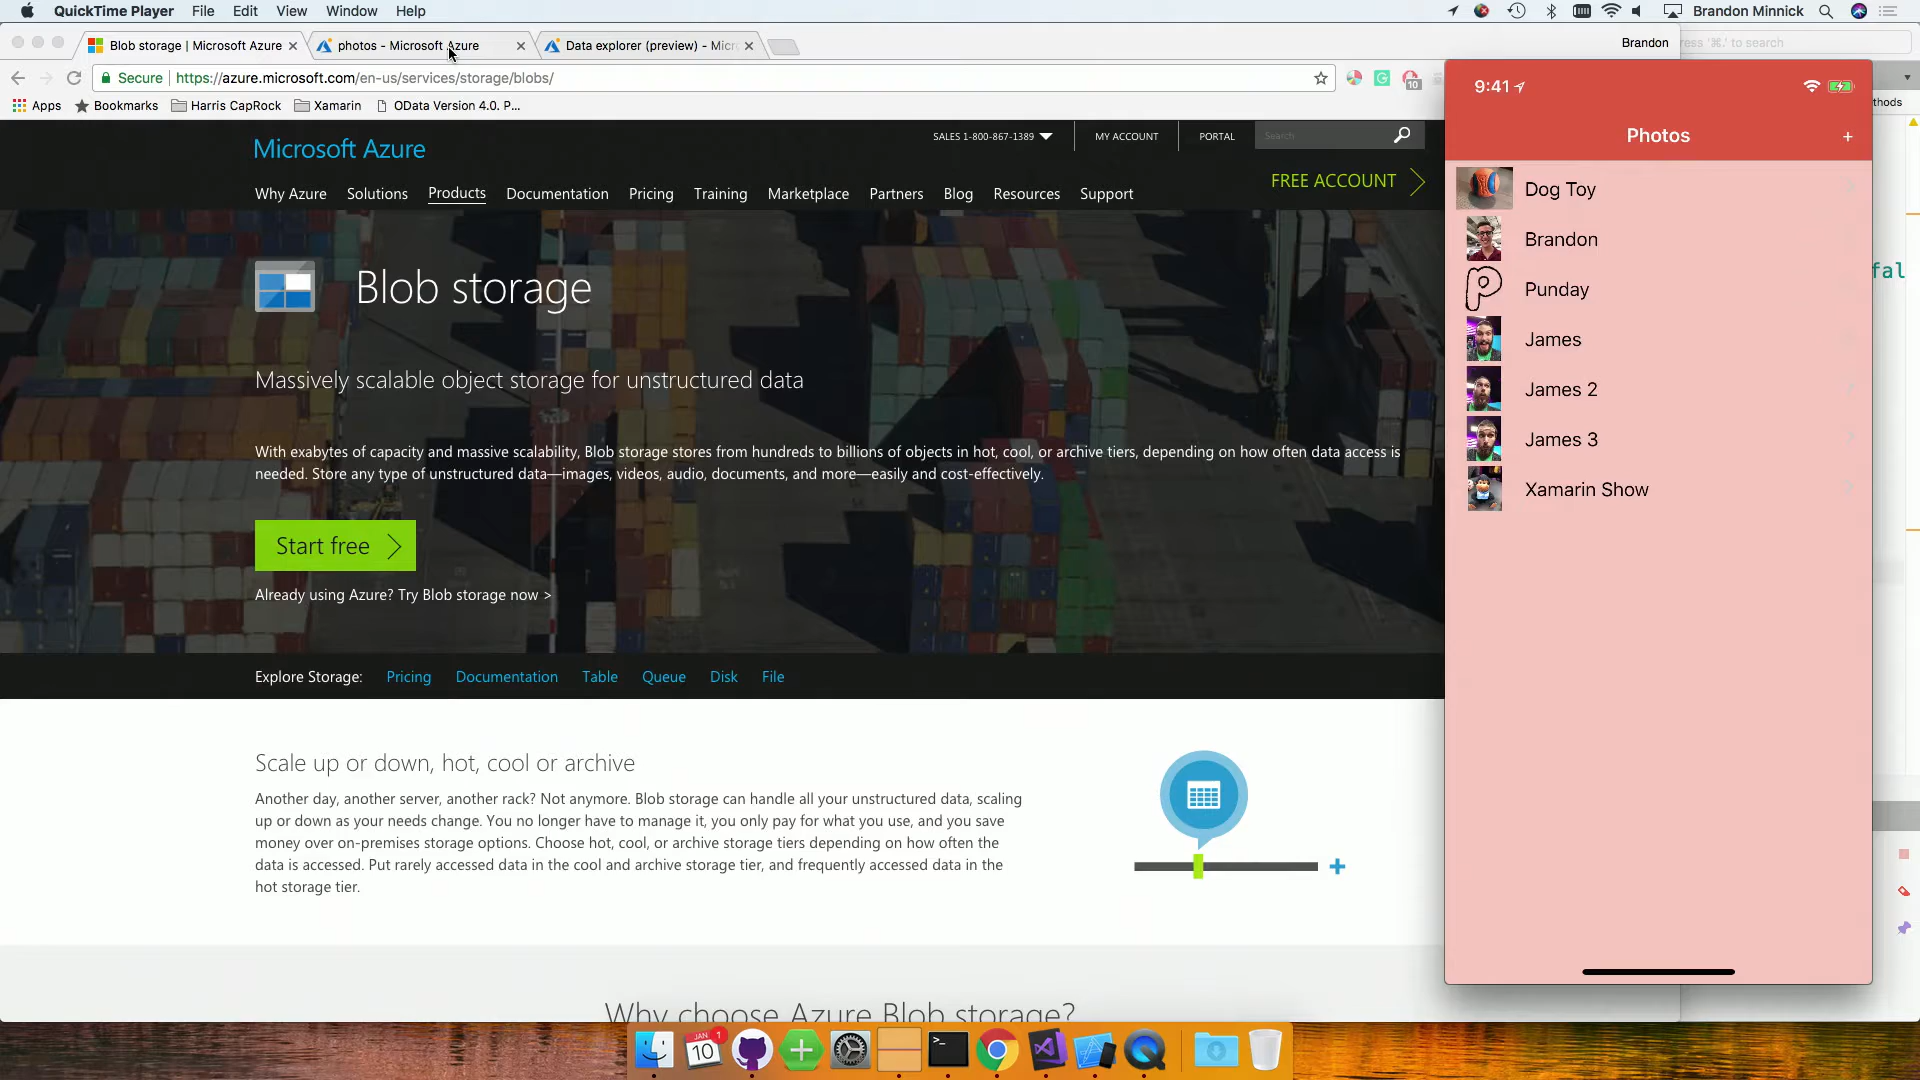 QuickTime Player File Edit View Window Help Brandon Minnick
Blob storage | Microsoft Azure photos - Microsoft Azure Data explorer (preview) - Micr Brandon ress '⌘.' to search
Secure https://azure.microsoft.com/en-us/services/storage/blobs/ 10
Apps Bookmarks Harris CapRock Xamarin OData Version 4.0. P... thods
9:41
Photos +
Dog Toy
Brandon
Punday
James
James 2
James 3
Xamarin Show
fal
SALES 1-800-867-1389 MY ACCOUNT PORTAL Search
Microsoft Azure
FREE ACCOUNT
Why Azure Solutions Products Documentation Pricing Training Marketplace Partners Blog Resources Support
Blob storage
Massively scalable object storage for unstructured data
With exabytes of capacity and massive scalability, Blob storage stores from hundreds to billions of objects in hot, cool, or archive tiers, depending on how often data access is
needed. Store any type of unstructured data—images, videos, audio, documents, and more—easily and cost-effectively.
Start free
Already using Azure? Try Blob storage now >
Explore Storage: Pricing Documentation Table Queue Disk File
Scale up or down, hot, cool or archive
Another day, another server, another rack? Not anymore. Blob storage can handle all your unstructured data, scaling
up or down as your needs change. You no longer have to manage it, you only pay for what you use, and you save
money over on-premises storage options. Choose hot, cool, or archive storage tiers depending on how often the
data is accessed. Put rarely accessed data in the cool and archive storage tier, and frequently accessed data in the
hot storage tier.
Why choose Azure Blob storage?
JAN 1
10